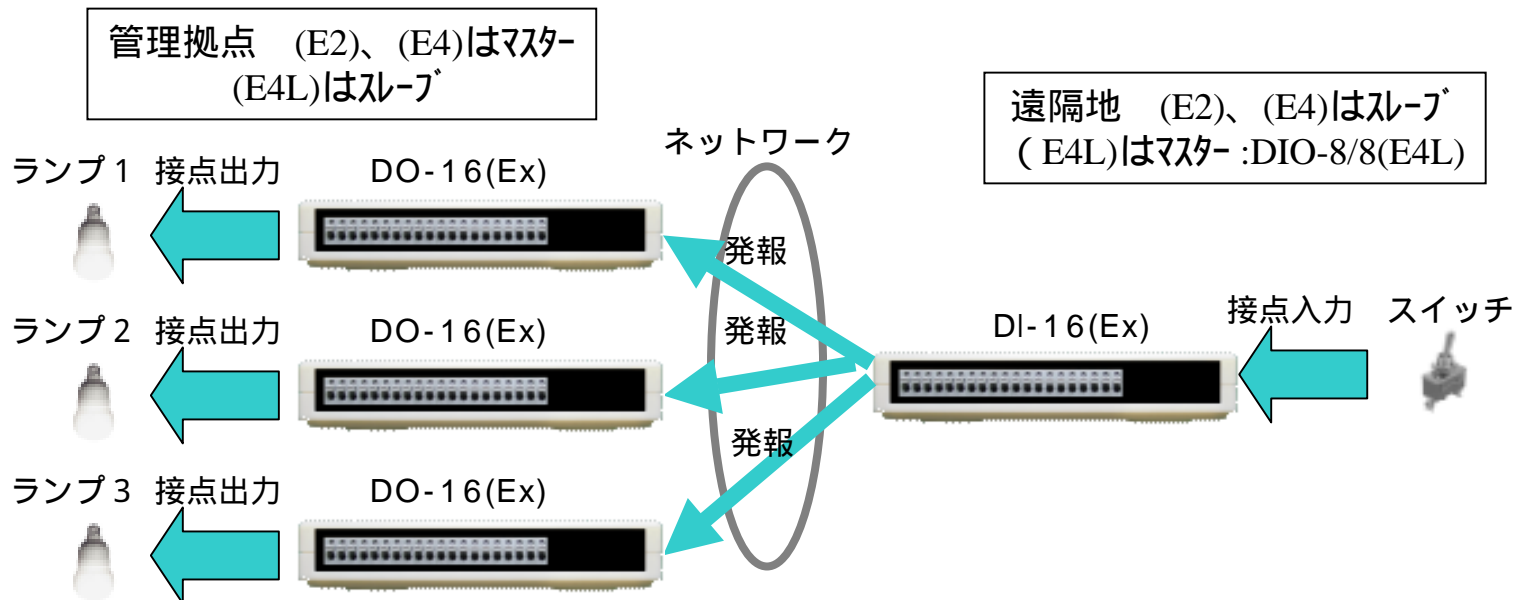 管理拠点　(E2)、(E4)はﾏｽﾀｰ
(E4L)はｽﾚｰﾌﾞ
遠隔地　(E2)、(E4)はｽﾚｰﾌﾞ
( E4L)はﾏｽﾀｰ :DIO-8/8(E4L)
ネットワーク
ランプ１ 接点出力 DO-16(Ex)
発報
ランプ２ 接点出力 DO-16(Ex)
発報
DI-16(Ex)
接点入力 スイッチ
発報
ランプ３ 接点出力 DO-16(Ex)